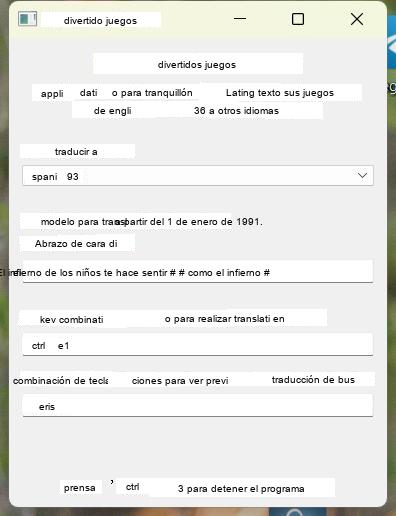 divertido juegos
divertidos juegos
appli dati o para tranquillón Lating texto sus juegos
de engli 36 a otros idiomas
traducir a
spani 93
modelo para a partir del 1 de enero de 1991.
Abrazo de cara di
de los niños te hace sentir # # como el infierno #
kev combinati o para realizar translati en
ctrl e1
combinación de tecla ciones para ver previ traducción de bus
eris
prensa , ctrl 3 para detener el programa